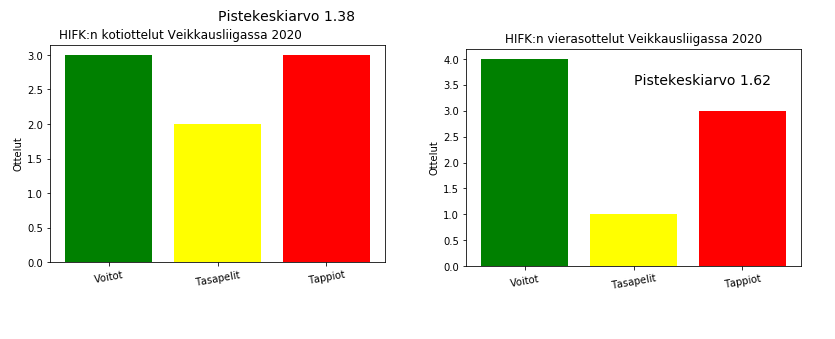 Pistekeskiarvo 1.38
HIFK:n kotiottelut Veikkausliigassa 2020
3.0
2.5
2.0
1.5
1.0
0.5
0.0
Ottelut
Voitot
Tasapelit
Tappiot
HIFK:n vierasottelut Veikkausliigassa 2020
Pistekeskiarvo 1.62
4.0
3.5
3.0
2.5
2.0
1.5
1.0
0.5
0.0
Ottelut
Voitot
Tasapelit
Tappiot